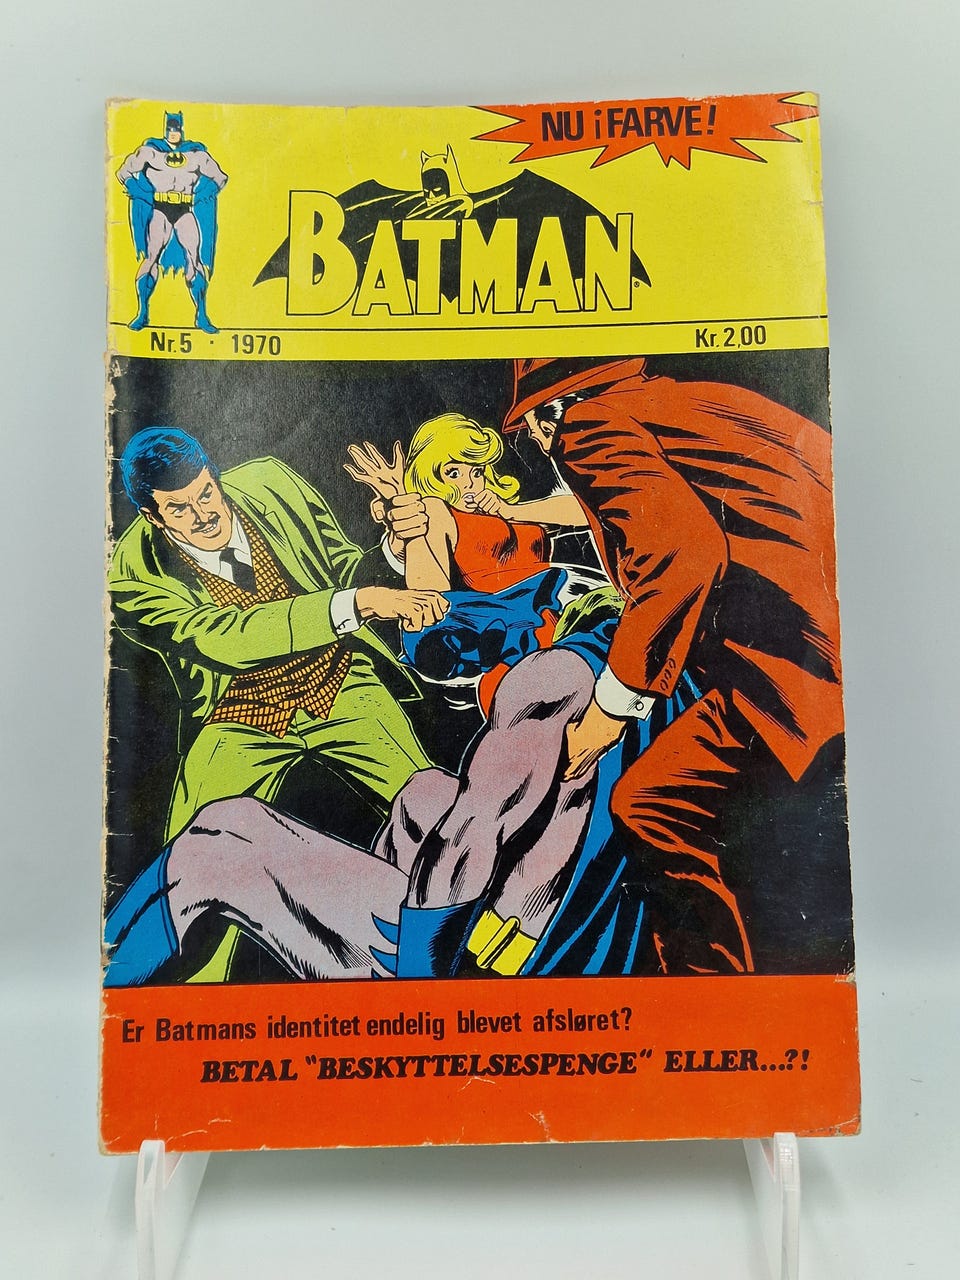 NU i FARVE!
BATMAN
Nr. 5 · 1970
Kr. 2,00
Er Batmans identitet endelig blevet afsløret?
BETAL "BESKYTTELSESPENGE" ELLER...?!